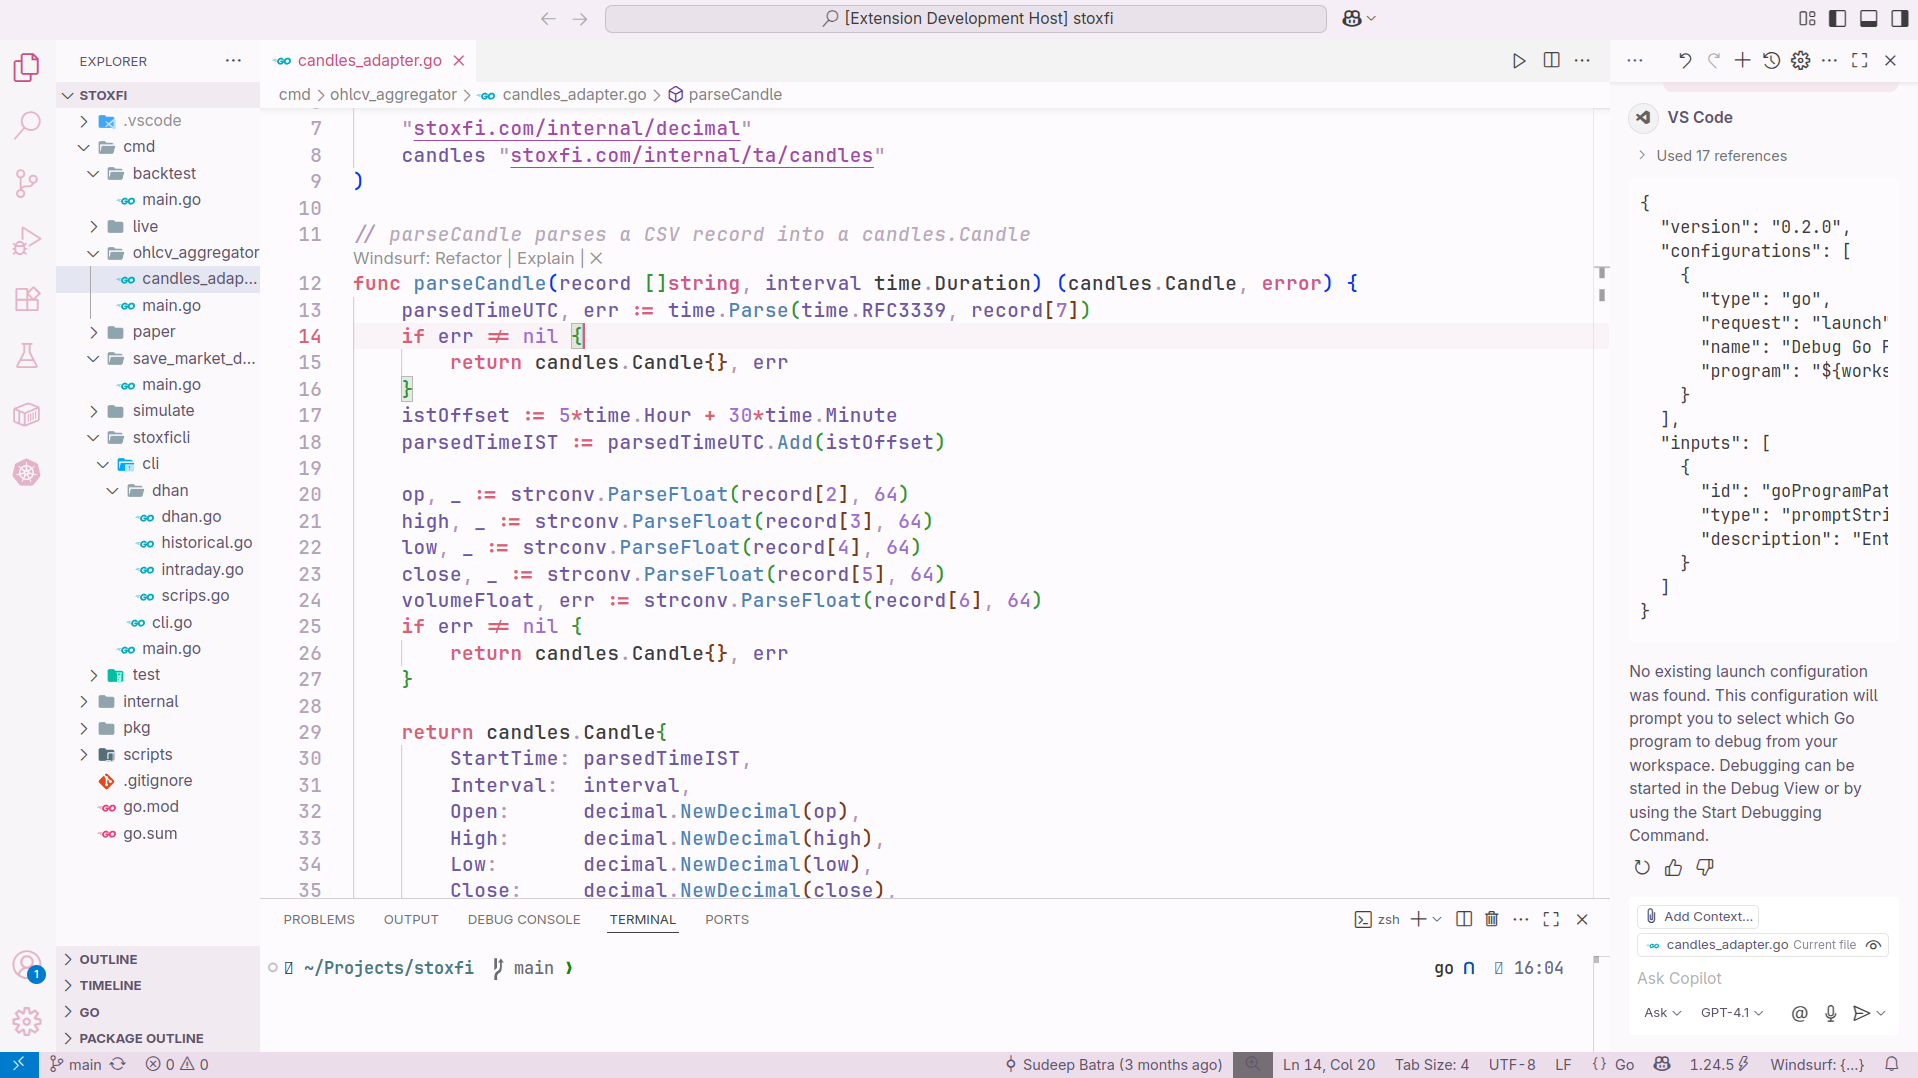 [Extension Development Host] stoxfi
EXPLORER
STOXFI
.vscode
cmd
backtest
main.go
live
ohlcv_aggregator
candles_adap...
main.go
paper
save_market_d...
main.go
simulate
stoxficli
cli
dhan
dhan.go
historical.go
intraday.go
scrips.go
cli.go
main.go
test
internal
pkg
scripts
.gitignore
go.mod
go.sum
OUTLINE
TIMELINE
GO
PACKAGE OUTLINE
candles_adapter.go
cmd > ohlcv_aggregator > candles_adapter.go > parseCandle
7 "stoxfi.com/internal/decimal"
8 candles "stoxfi.com/internal/ta/candles"
9 )
10
11 // parseCandle parses a CSV record into a candles.Candle
Windsurf: Refactor | Explain | ×
12 func parseCandle(record []string, interval time.Duration) (candles.Candle, error) {
13 parsedTimeUTC, err := time.Parse(time.RFC3339, record[7])
14 if err != nil {
15 return candles.Candle{}, err
16 }
17 istOffset := 5*time.Hour + 30*time.Minute
18 parsedTimeIST := parsedTimeUTC.Add(istOffset)
19
20 op, _ := strconv.ParseFloat(record[2], 64)
21 high, _ := strconv.ParseFloat(record[3], 64)
22 low, _ := strconv.ParseFloat(record[4], 64)
23 close, _ := strconv.ParseFloat(record[5], 64)
24 volumeFloat, err := strconv.ParseFloat(record[6], 64)
25 if err != nil {
26 return candles.Candle{}, err
27 }
28
29 return candles.Candle{
30 StartTime: parsedTimeIST,
31 Interval: interval,
32 Open: decimal.NewDecimal(op),
33 High: decimal.NewDecimal(high),
34 Low: decimal.NewDecimal(low),
35 Close: decimal.NewDecimal(close),
PROBLEMS OUTPUT DEBUG CONSOLE TERMINAL PORTS
zsh
~/Projects/stoxfi main ❯
go 16:04
VS Code
Used 17 references
{
"version": "0.2.0",
"configurations": [
{
"type": "go",
"request": "launch"
"name": "Debug Go
"program": "${works
}
],
"inputs": [
{
"id": "goProgramPat
"type": "promptStri
"description": "Ent
}
]
}
No existing launch configuration
was found. This configuration will
prompt you to select which Go
program to debug from your
workspace. Debugging can be
started in the Debug View or by
using the Start Debugging
Command.
Add Context...
candles_adapter.go Current file
Ask Copilot
Ask GPT-4.1
1
main
0 0
Sudeep Batra (3 months ago)
Ln 14, Col 20
Tab Size: 4
UTF-8
LF
{} Go
1.24.5
Windsurf: {...}